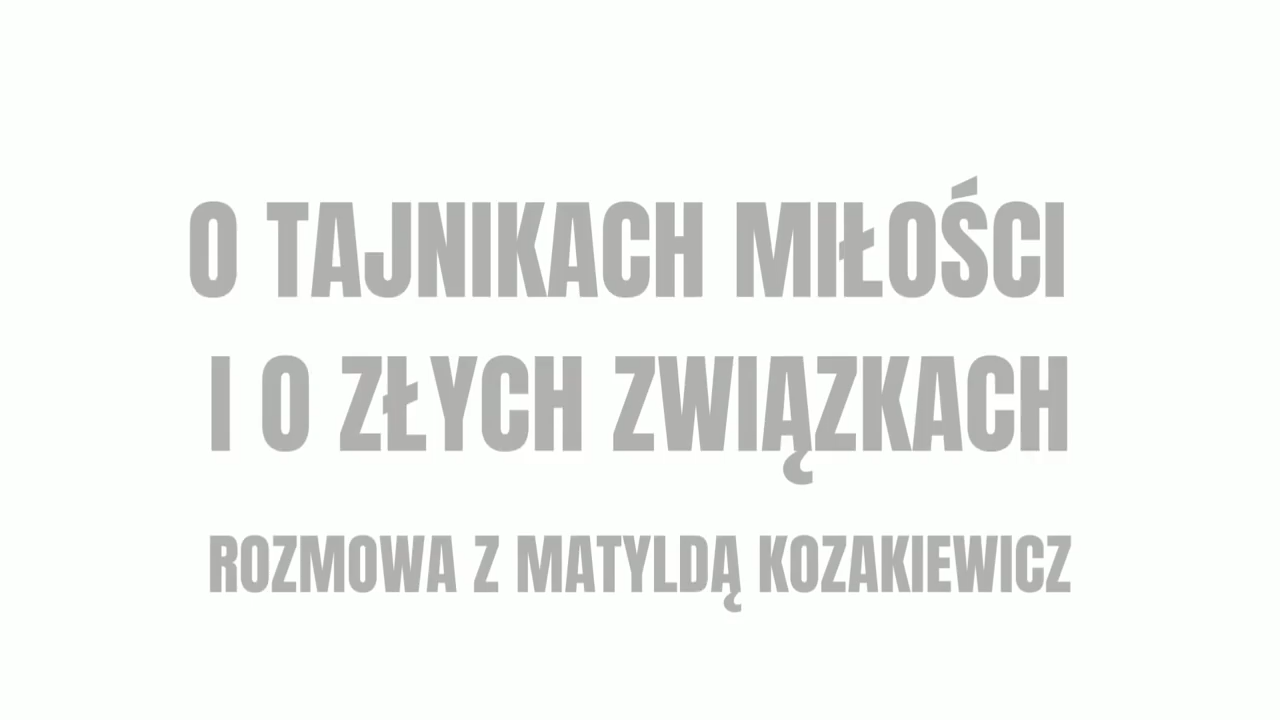 O TAJNIKACH MIŁOŚCI
I O ZŁYCH ZWIĄZKACH
ROZMOWA Z MATYLDĄ KOZAKIEWICZ